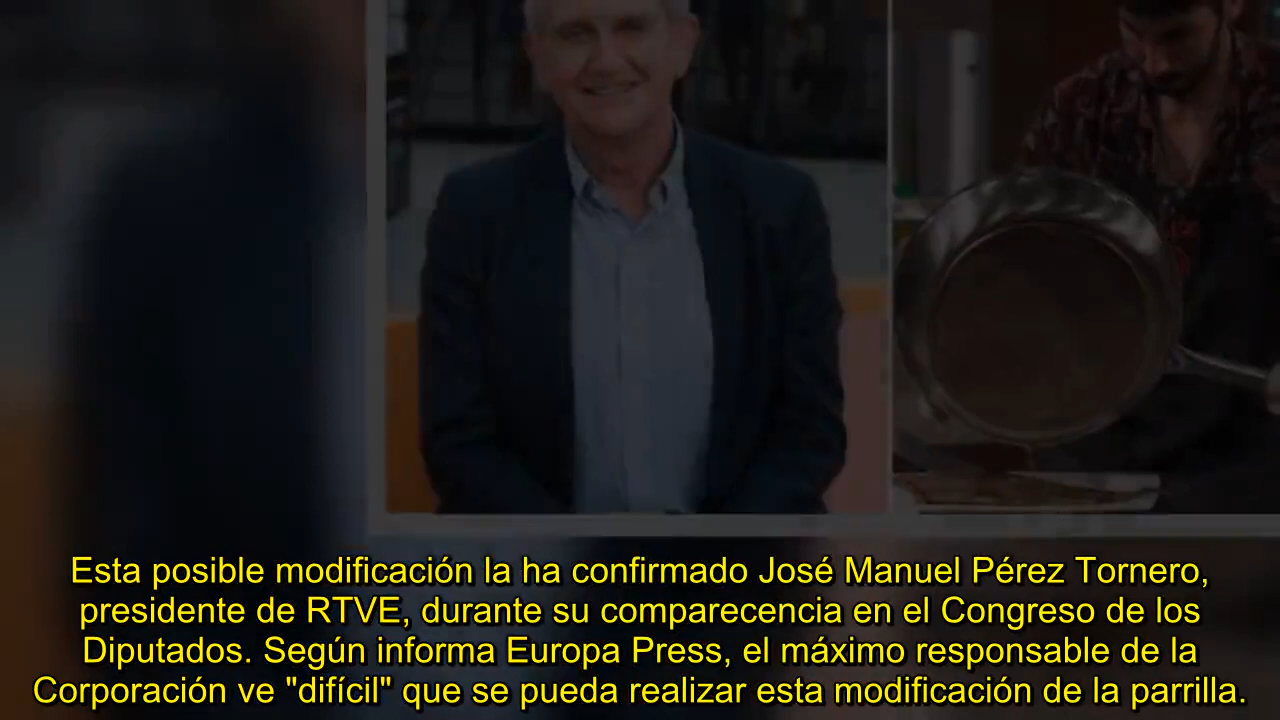 Esta posible modificación la ha confirmado José Manuel Pérez Tornero,
presidente de RTVE, durante su comparecencia en el Congreso de los
Diputados. Según informa Europa Press, el máximo responsable de la
Corporación ve "difícil" que se pueda realizar esta modificación de la parrilla.